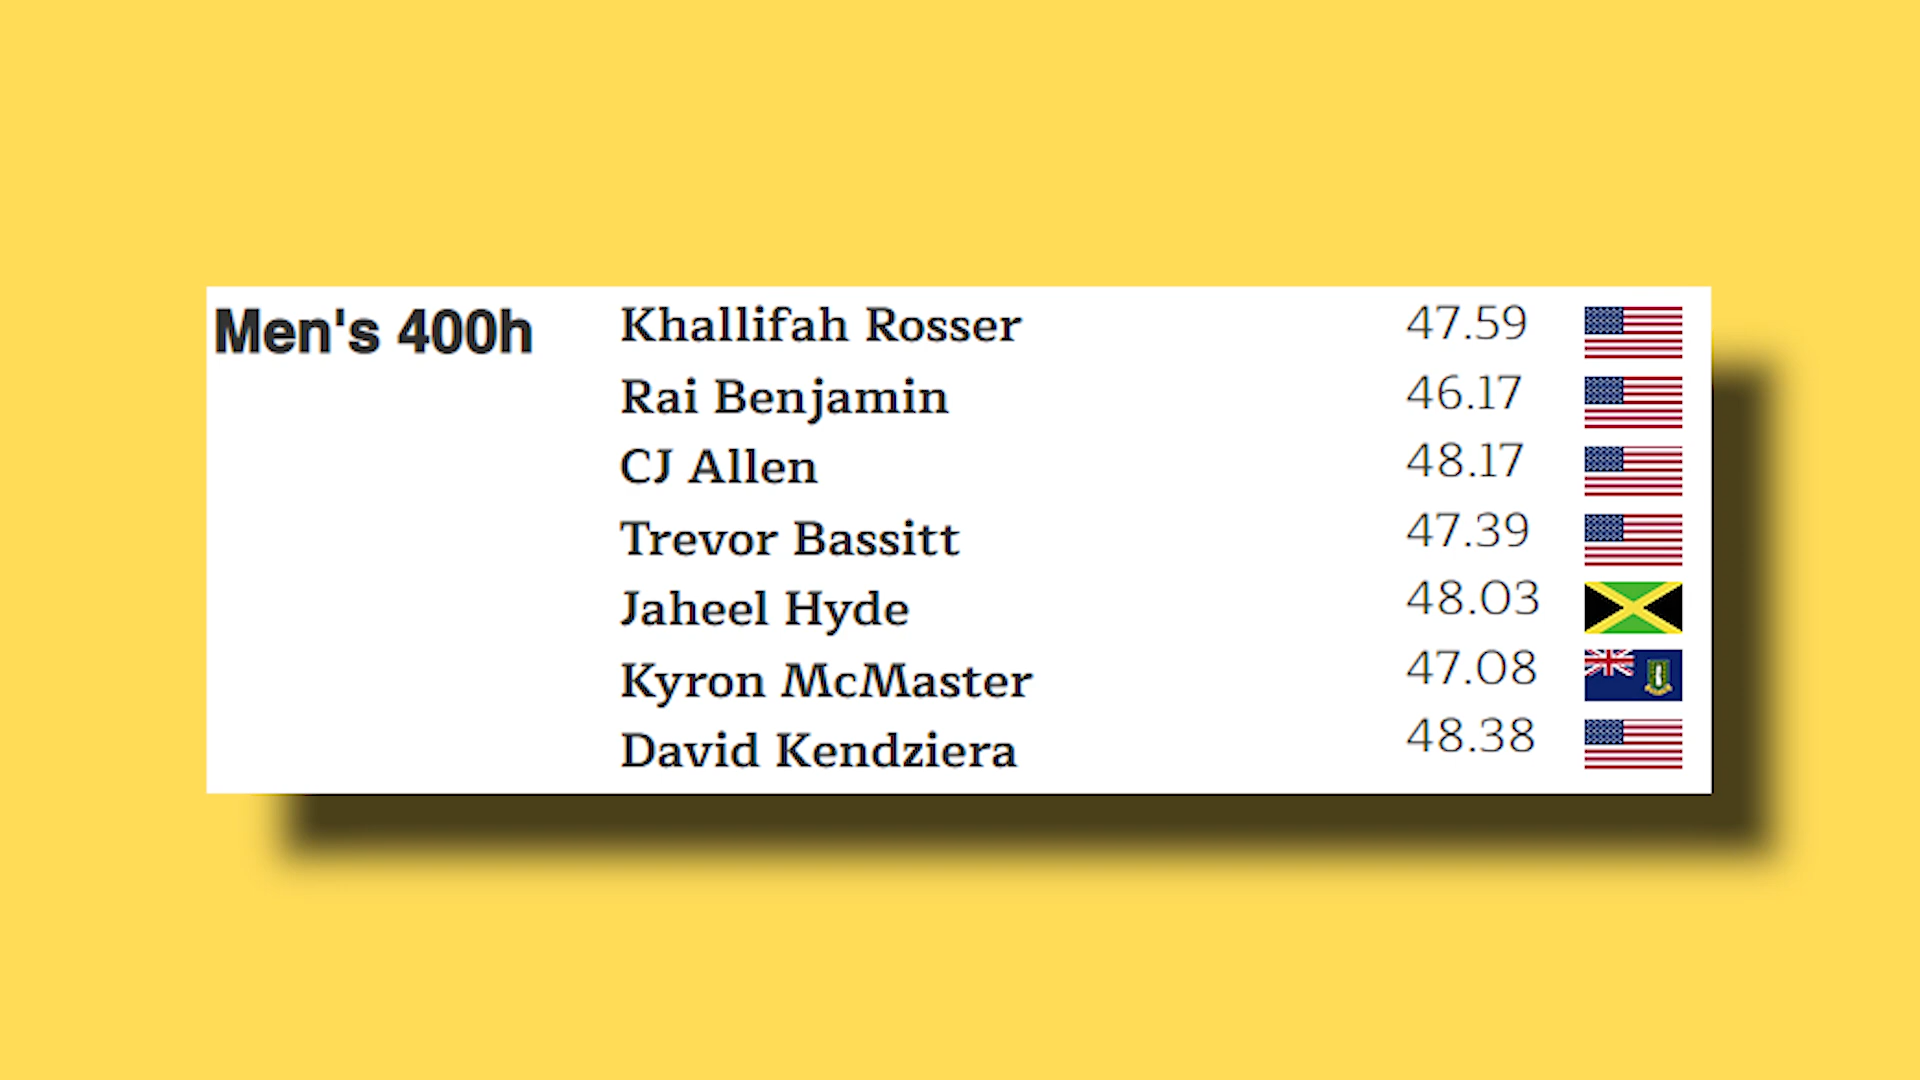 Men's 400h Khallifah Rosser 47.59
Rai Benjamin 46.17
CJ Allen 48.17
Trevor Bassitt 47.39
Jaheel Hyde 48.03
Kyron McMaster 47.08
David Kendziera 48.38